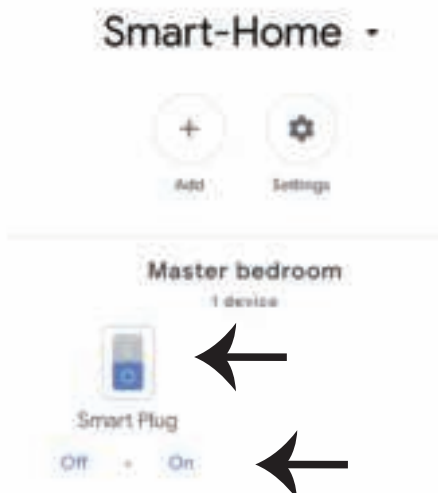 Smart-Home
Add Settings
Master bedroom
1 device
Smart Plug
Off • On